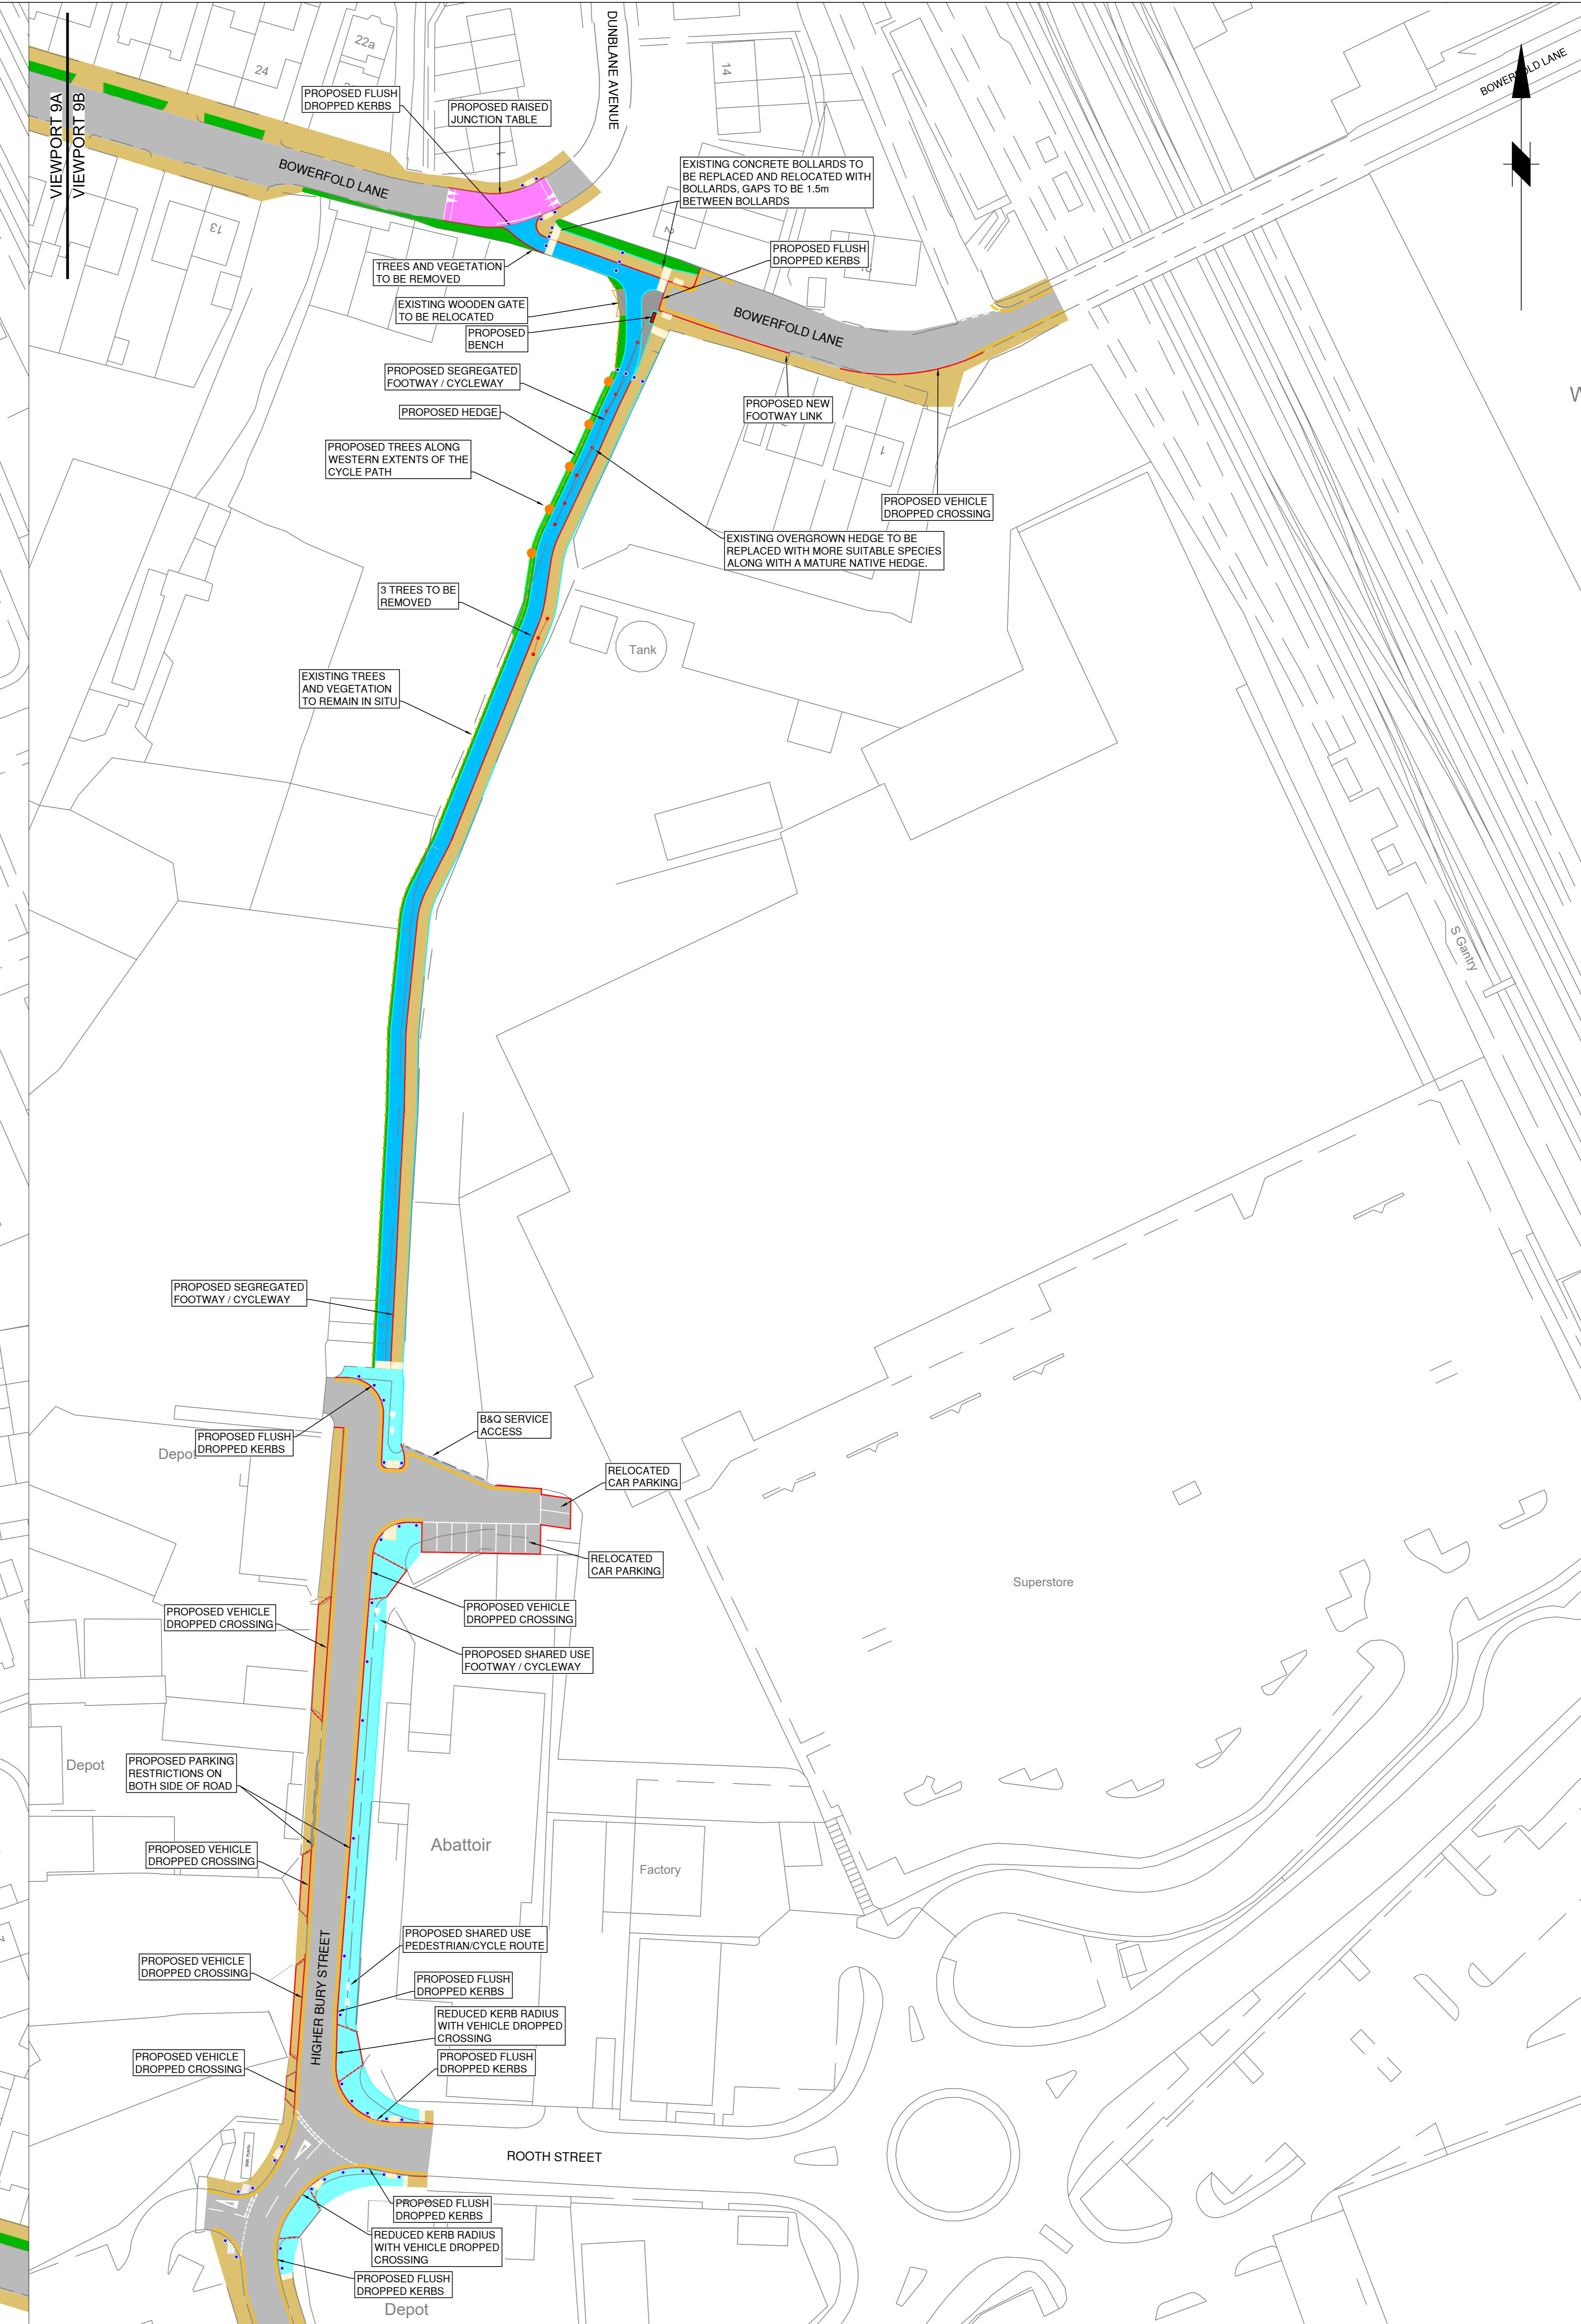 VIEWPORT 9A
VIEWPORT 9B
22a
24
DUNBLANE AVENUE
14
BOWERFOLD LANE
PROPOSED FLUSH
DROPPED KERBS
PROPOSED RAISED
JUNCTION TABLE
1
BOWERFOLD LANE
EXISTING CONCRETE BOLLARDS TO
BE REPLACED AND RELOCATED WITH
BOLLARDS, GAPS TO BE 1.5m
BETWEEN BOLLARDS
13
2
PROPOSED FLUSH
DROPPED KERBS
TREES AND VEGETATION
TO BE REMOVED
EXISTING WOODEN GATE
TO BE RELOCATED
PROPOSED
BENCH
BOWERFOLD LANE
PROPOSED SEGREGATED
FOOTWAY / CYCLEWAY
PROPOSED HEDGE
PROPOSED NEW
FOOTWAY LINK
PROPOSED TREES ALONG
WESTERN EXTENTS OF THE
CYCLE PATH
1
PROPOSED VEHICLE
DROPPED CROSSING
EXISTING OVERGROWN HEDGE TO BE
REPLACED WITH MORE SUITABLE SPECIES
ALONG WITH A MATURE NATIVE HEDGE.
3 TREES TO BE
REMOVED
Tank
EXISTING TREES
AND VEGETATION
TO REMAIN IN SITU
S Gantry
PROPOSED SEGREGATED
FOOTWAY / CYCLEWAY
PROPOSED FLUSH
DROPPED KERBS
Depot
B&Q SERVICE
ACCESS
RELOCATED
CAR PARKING
RELOCATED
CAR PARKING
Superstore
PROPOSED VEHICLE
DROPPED CROSSING
PROPOSED VEHICLE
DROPPED CROSSING
PROPOSED SHARED USE
FOOTWAY / CYCLEWAY
Depot
PROPOSED PARKING
RESTRICTIONS ON
BOTH SIDE OF ROAD
PROPOSED VEHICLE
DROPPED CROSSING
Abattoir
Factory
PROPOSED SHARED USE
PEDESTRIAN/CYCLE ROUTE
PROPOSED VEHICLE
DROPPED CROSSING
HIGHER BURY STREET
PROPOSED FLUSH
DROPPED KERBS
REDUCED KERB RADIUS
WITH VEHICLE DROPPED
CROSSING
PROPOSED VEHICLE
DROPPED CROSSING
PROPOSED FLUSH
DROPPED KERBS
ROOTH STREET
PROPOSED FLUSH
DROPPED KERBS
REDUCED KERB RADIUS
WITH VEHICLE DROPPED
CROSSING
PROPOSED FLUSH
DROPPED KERBS
Depot